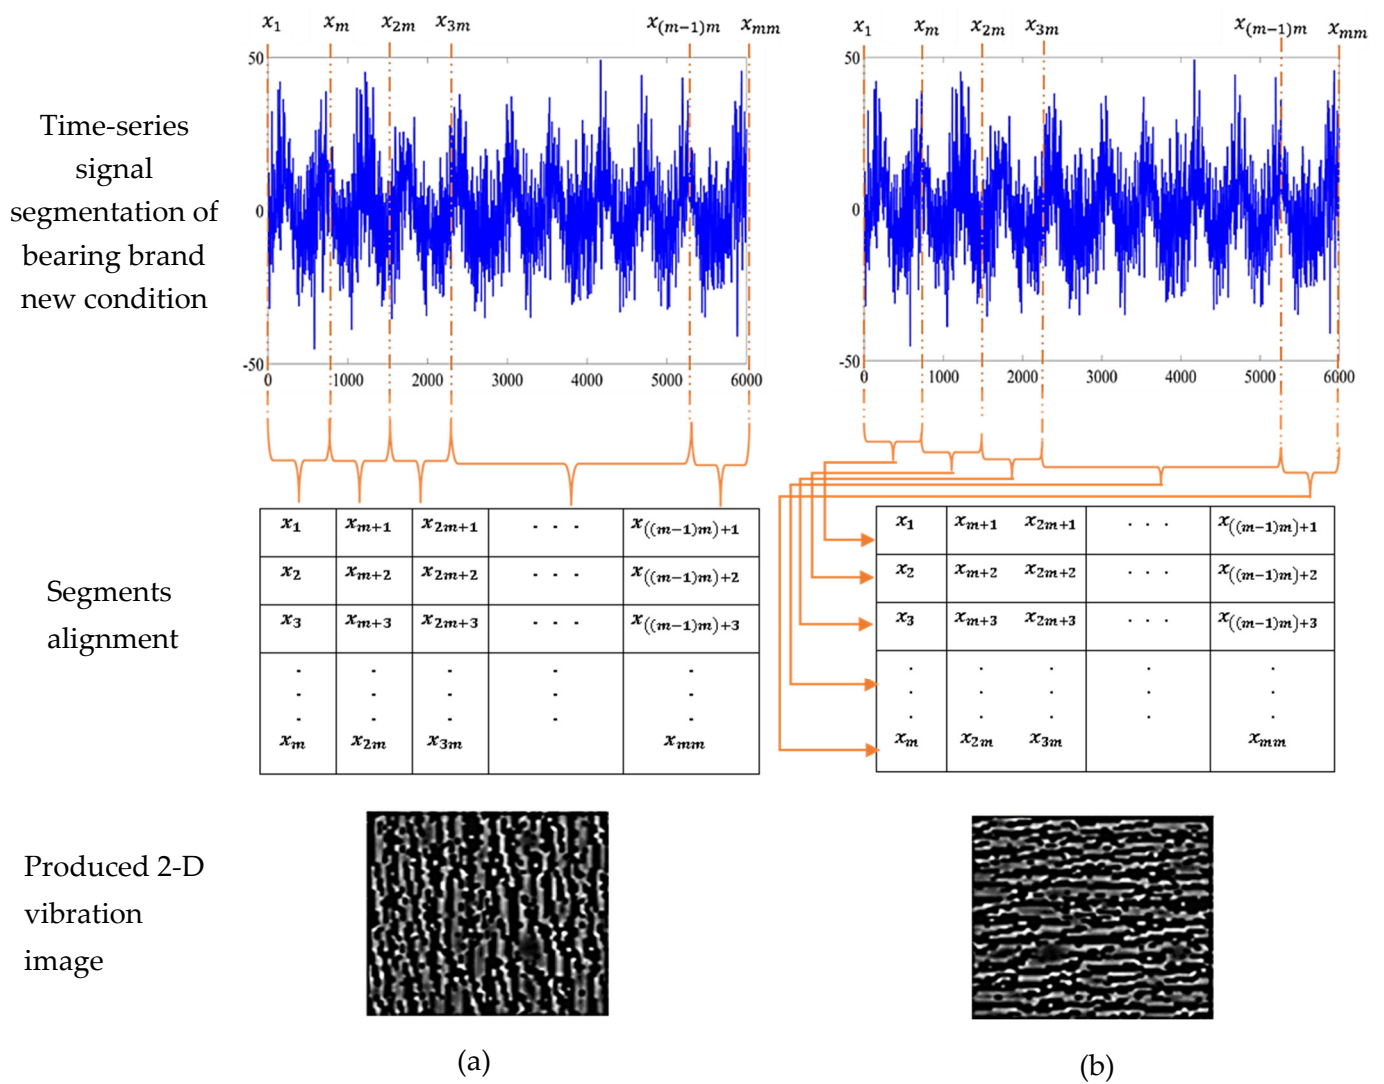 x1 xm x2m x3m x(m−1)m xmm
x1 xm x2m x3m x(m−1)m xmm
Time-series
signal
segmentation of
bearing brand
new condition
50
0
-50
0 1000 2000 3000 4000 5000 6000
50
0
-50
0 1000 2000 3000 4000 5000 6000
Segments
alignment
x1 xm+1 x2m+1 · · · x((m−1)m)+1
x2 xm+2 x2m+2 · · · x((m−1)m)+2
x3 xm+3 x2m+3 · · · x((m−1)m)+3
xm x2m x3m xmm
x1 xm+1 x2m+1 · · · x((m−1)m)+1
x2 xm+2 x2m+2 · · · x((m−1)m)+2
x3 xm+3 x2m+3 · · · x((m−1)m)+3
xm x2m x3m xmm
Produced 2-D
vibration
image
(a)
(b)